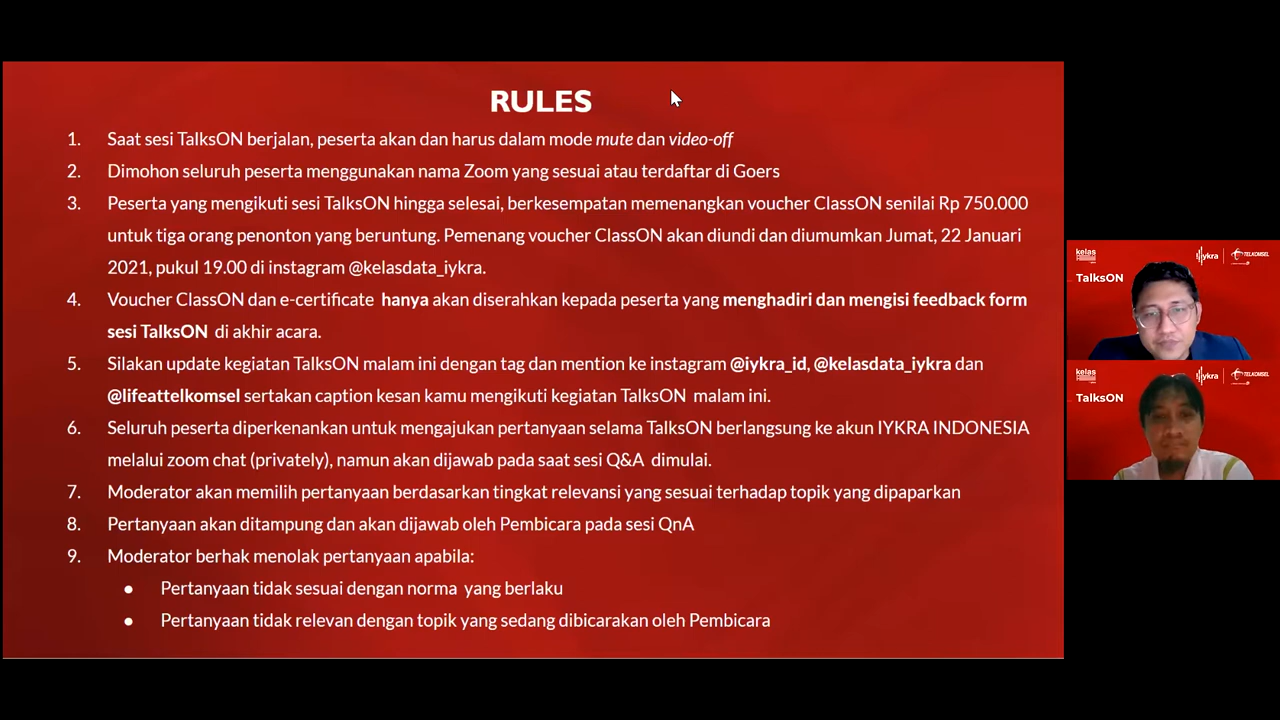 RULES
1. Saat sesi TalksON berjalan, peserta akan dan harus dalam mode mute dan video-off
2. Dimohon seluruh peserta menggunakan nama Zoom yang sesuai atau terdaftar di Goers
3. Peserta yang mengikuti sesi TalksON hingga selesai, berkesempatan memenangkan voucher ClassON senilai Rp 750.000
untuk tiga orang penonton yang beruntung. Pemenang voucher ClassON akan diundi dan diumumkan Jumat, 22 Januari
2021, pukul 19.00 di instagram @kelasdata_iykra.
4. Voucher ClassON dan e-certificate hanya akan diserahkan kepada peserta yang menghadiri dan mengisi feedback form
sesi TalksON di akhir acara.
5. Silakan update kegiatan TalksON malam ini dengan tag dan mention ke instagram @iykra_id, @kelasdata_iykra dan
@lifeattelkomsel sertakan caption kesan kamu mengikuti kegiatan TalksON malam ini.
6. Seluruh peserta diperkenankan untuk mengajukan pertanyaan selama TalksON berlangsung ke akun IYKRA INDONESIA
melalui zoom chat (privately), namun akan dijawab pada saat sesi Q&A dimulai.
7. Moderator akan memilih pertanyaan berdasarkan tingkat relevansi yang sesuai terhadap topik yang dipaparkan
8. Pertanyaan akan ditampung dan akan dijawab oleh Pembicara pada sesi QnA
9. Moderator berhak menolak pertanyaan apabila:
● Pertanyaan tidak sesuai dengan norma yang berlaku
● Pertanyaan tidak relevan dengan topik yang sedang dibicarakan oleh Pembicara
kelas
iykra
TELKOMSEL
TalksON
kelas
iykra
TELKOMSEL
TalksON